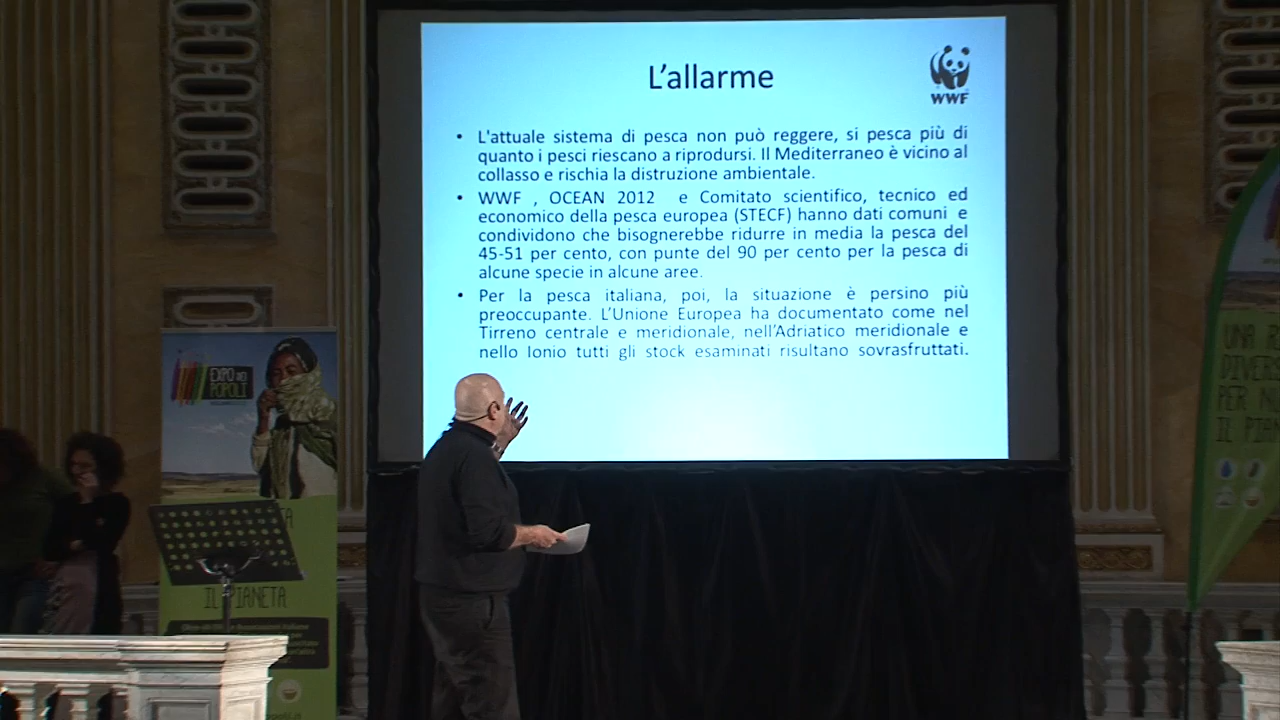 L'allarme
WWF
• L'attuale sistema di pesca non può reggere, si pesca più di
quanto i pesci riescano a riprodursi. Il Mediterraneo è vicino al
collasso e rischia la distruzione ambientale.
• WWF , OCEAN 2012 e Comitato scientifico, tecnico ed
economico della pesca europea (STECF) hanno dati comuni e
condividono che bisognerebbe ridurre in media la pesca del
45-51 per cento, con punte del 90 per cento per la pesca di
alcune specie in alcune aree.
• Per la pesca italiana, poi, la situazione è persino più
preoccupante. L'Unione Europea ha documentato come nel
Tirreno centrale e meridionale, nell'Adriatico meridionale e
nello Ionio tutti gli stock esaminati risultano sovrasfruttati.
EXPO DEI
POPOLI
IL PIANETA
UNA
PER
IL